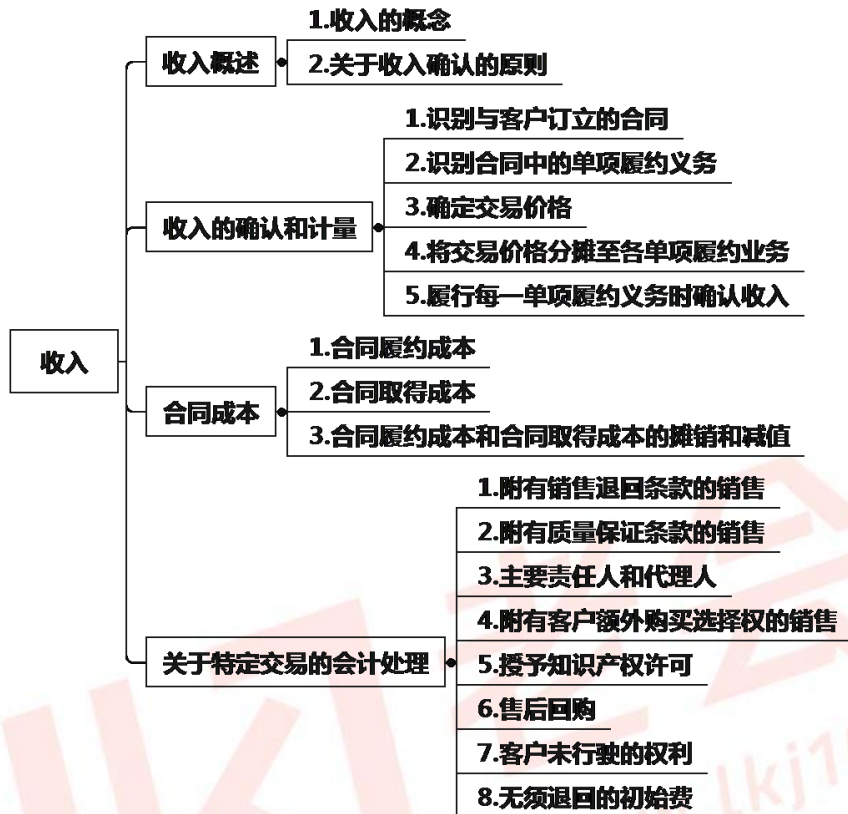 收入
收入概述
1.收入的概念
2.关于收入确认的原则
收入的确认和计量
1.识别与客户订立的合同
2.识别合同中的单项履约义务
3.确定交易价格
4.将交易价格分摊至各单项履约业务
5.履行每一单项履约义务时确认收入
合同成本
1.合同履约成本
2.合同取得成本
3.合同履约成本和合同取得成本的摊销和减值
关于特定交易的会计处理
1.附有销售退回条款的销售
2.附有质量保证条款的销售
3.主要责任人和代理人
4.附有客户额外购买选择权的销售
5.授予知识产权许可
6.售后回购
7.客户未行驶的权利
8.无须退回的初始费